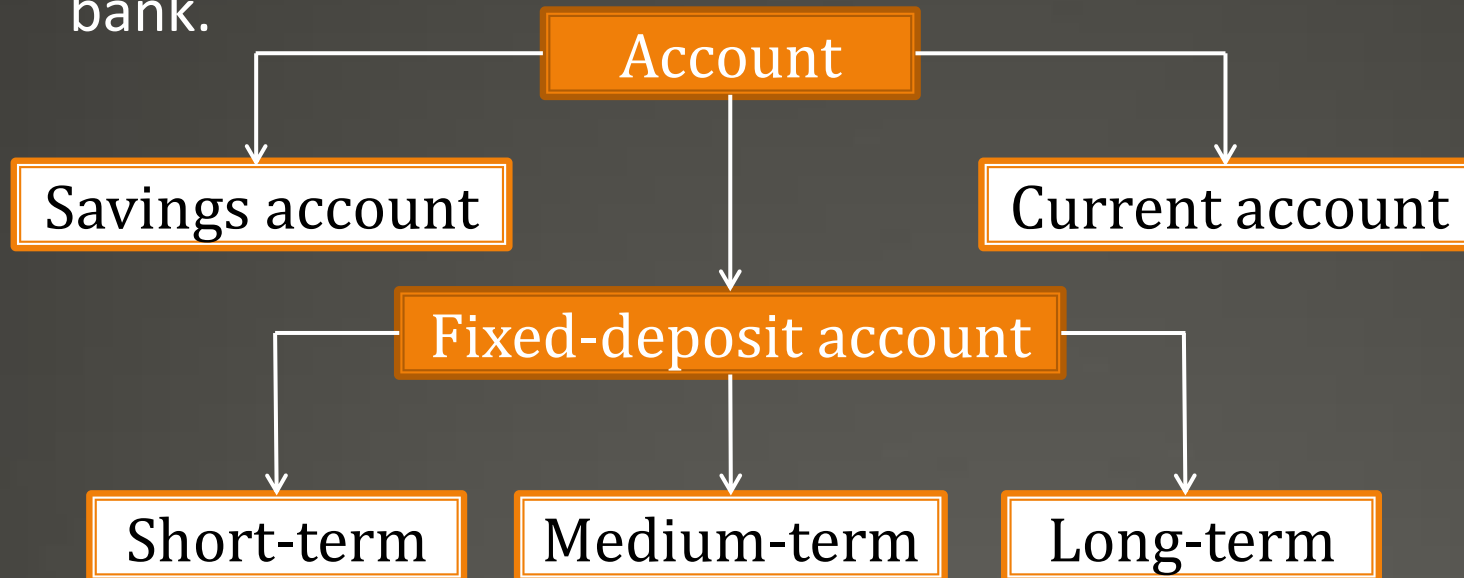 bank.
Account
Savings account
Current account
Fixed-deposit account
Short-term
Medium-term
Long-term